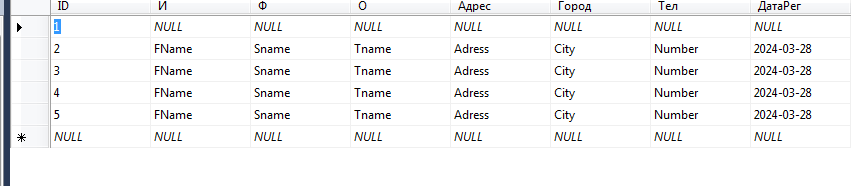 ID И Ф О Адрес Город Тел ДатаРег
1 NULL NULL NULL NULL NULL NULL NULL
2 FName Sname Tname Adress City Number 2024-03-28
3 FName Sname Tname Adress City Number 2024-03-28
4 FName Sname Tname Adress City Number 2024-03-28
5 FName Sname Tname Adress City Number 2024-03-28
NULL NULL NULL NULL NULL NULL NULL NULL